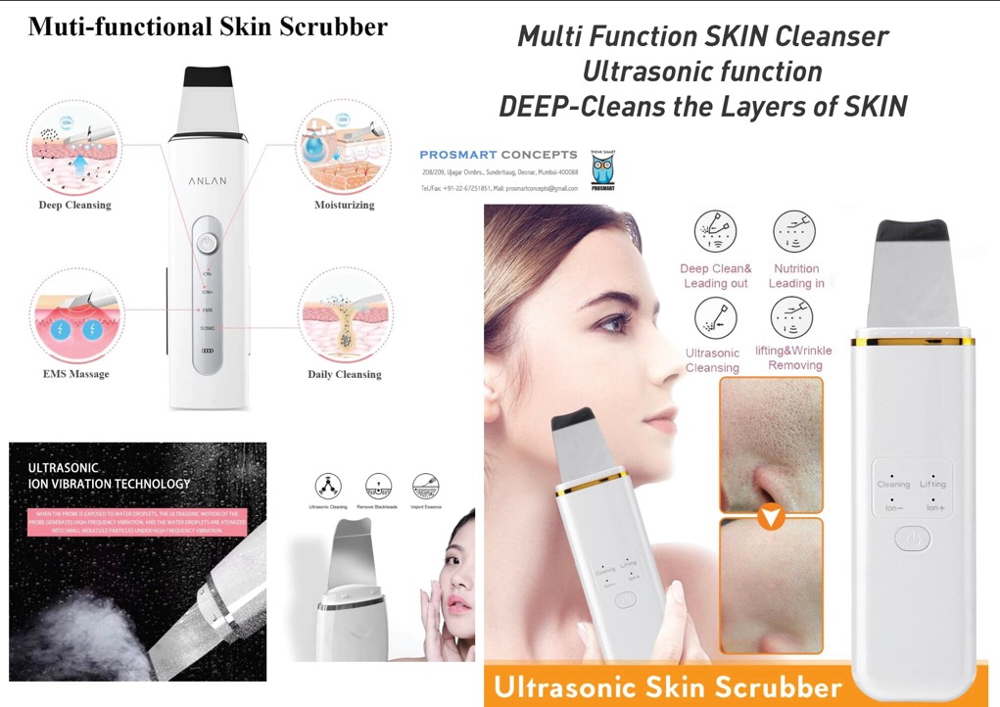 Muti-functional Skin Scrubber
Deep Cleansing
Moisturizing
ANLAN
ION-
ION+
EMS
SONIC
EMS Massage
Daily Cleansing
Multi Function SKIN Cleanser
Ultrasonic function
DEEP-Cleans the Layers of SKIN
PROSMART CONCEPTS
208/209, Ujagar Chmbrs., Sunderbaug, Deonar, Mumbai-400088
Tel./Fax: +91-22-67251851, Mail: prosmartconcepts@gmail.com
THINK SMART
PROSMART
ULTRASONIC
ION VIBRATION TECHNOLOGY
WHEN THE PROBE IS EXPOSED TO WATER DROPLETS, THE ULTRASONIC MOTION OF THE
PROBE GENERATES HIGH-FREQUENCY VIBRATION, AND THE WATER DROPLETS ARE ATOMIZED
INTO SMALL-MOLECULE PARTICLES UNDER HIGH-FREQUENCY VIBRATION.
Ultrasonic Cleaning
Remove Blackheads
Import Essence
Deep Clean&
Leading out
Nutrition
Leading in
Ultrasonic
Cleansing
lifting&Wrinkle
Removing
Cleaning Lifting
Ion− Ion+
Cleaning Lifting
Ion− Ion+
Ultrasonic Skin Scrubber